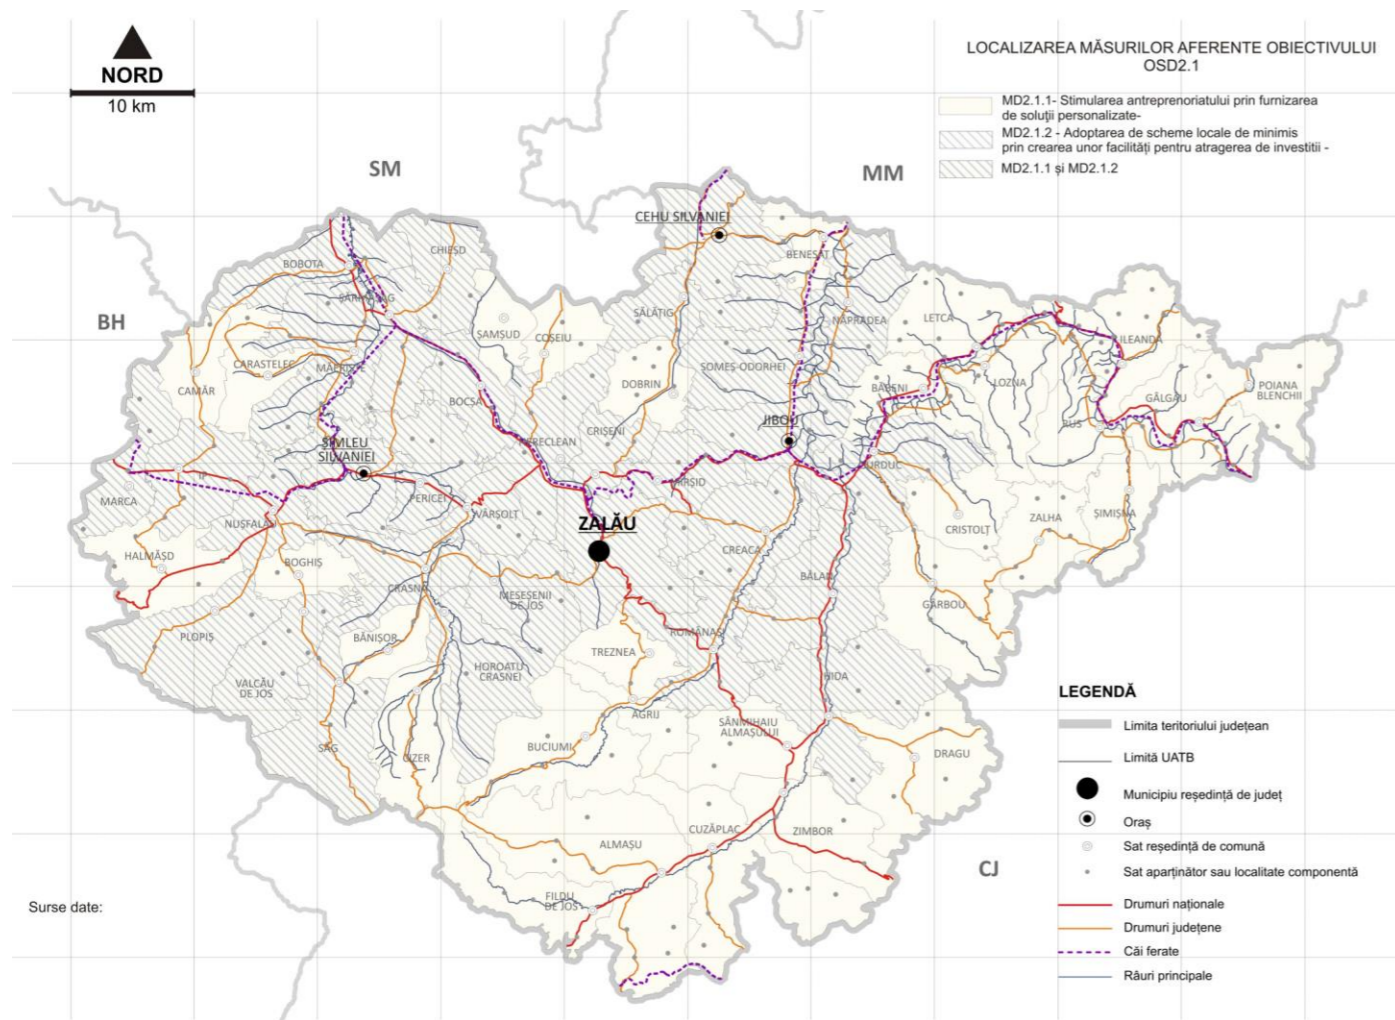 NORD
10 km
LOCALIZAREA MĂSURILOR AFERENTE OBIECTIVULUI
OSD2.1
MD2.1.1- Stimularea antreprenoriatului prin furnizarea
de soluții personalizate-
MD2.1.2 - Adoptarea de scheme locale de minimis
prin crearea unor facilități pentru atragerea de investitii -
MD2.1.1 și MD2.1.2
SM
MM
BH
CJ
CEHU SILVANIEI
BENESAT
CHIEȘD
BOBOTA
SĂLĂȚIG
NĂPRADEA
LETCA
ILEANDA
SAMȘUD
COȘEIU
CARASTELEC
CAMĂR
DOBRIN
SOMEȘ-ODORHEI
BĂBENI
LOZNA
POIANA
BLENCHII
GÂLGĂU
BOCȘA
JIBOU
RUS
CRIȘENI
ȘIMLEU
SILVANIEI
MARCA
PERICEI
VÂRȘOLȚ
NUȘFALĂU
ZALĂU
CRISTOLȚ
ZALHA
ȘIMIȘNA
HALMĂȘD
BOGHIȘ
CREACA
BĂLAN
CRASNA
MESEȘENII
DE JOS
GÂRBOU
PLOPIȘ
BĂNIȘOR
TREZNEA
ROMÂNAȘI
HOROATU
CRASNEI
VALCĂU
DE JOS
HIDA
LEGENDĂ
AGRIJ
SÂNMIHAIU
ALMAȘULUI
Limita teritoriului județean
ȘAG
CIZER
BUCIUMI
DRAGU
Limită UATB
Municipiu reședință de județ
Oraș
CUZĂPLAC
ZIMBOR
ALMAȘU
Sat reședință de comună
Sat aparținător sau localitate componentă
FILDU
DE JOS
Surse date:
Drumuri naționale
Drumuri județene
Căi ferate
Râuri principale